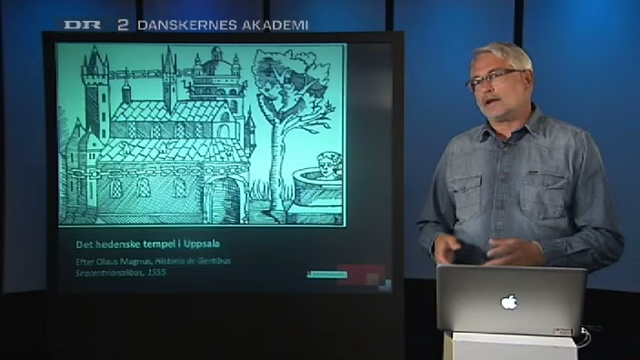 DR 2 DANSKERNES AKADEMI
Det hedenske tempel i Uppsala
Efter Olaus Magnus, Historia de Gentibus
Septentrionalibus, 1555